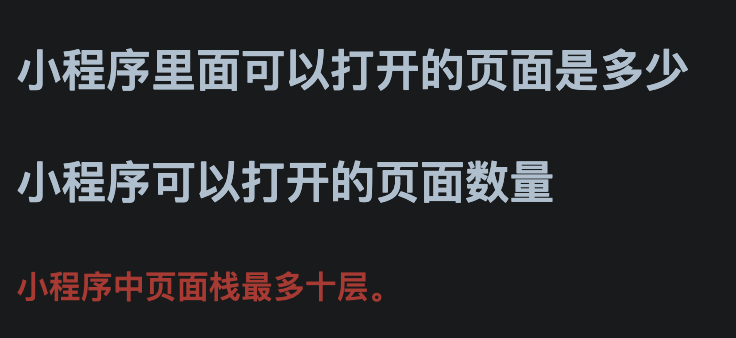 小程序里面可以打开的页面是多少
小程序可以打开的页面数量
小程序中页面栈最多十层。